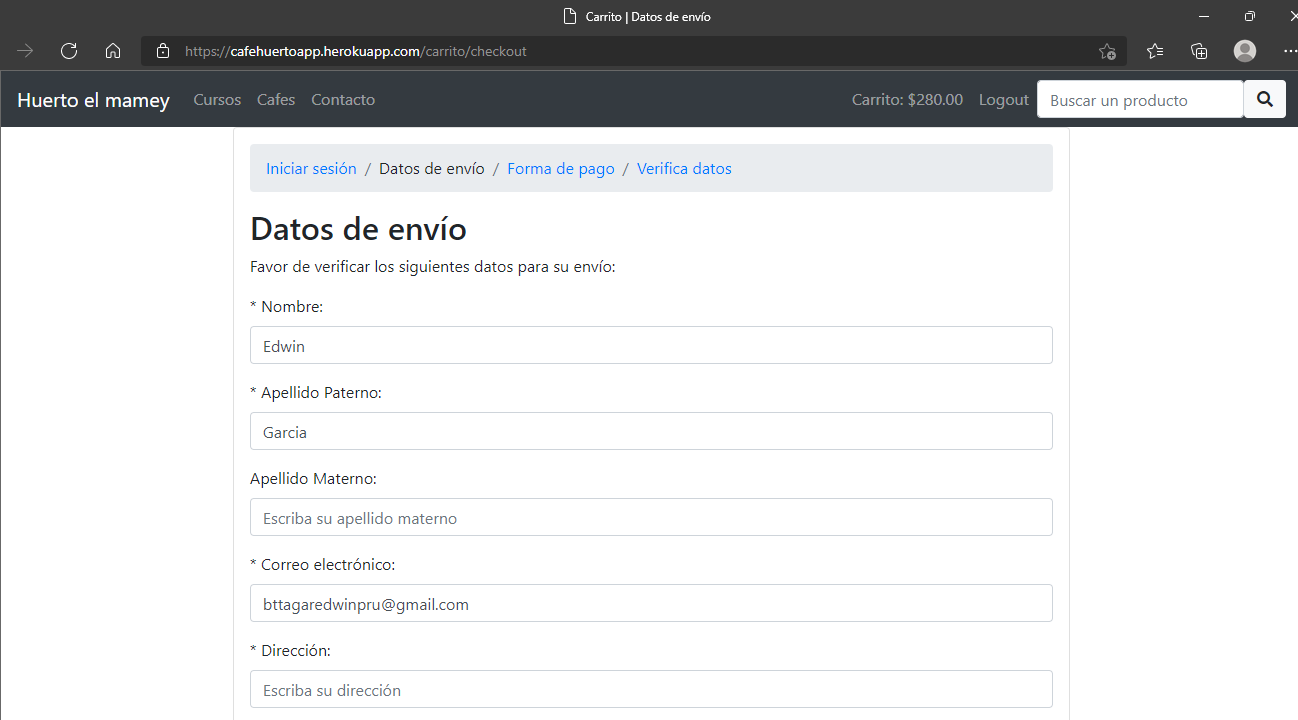 Carrito | Datos de envío
https://cafehuertoapp.herokuapp.com/carrito/checkout
Huerto el mamey Cursos Cafes Contacto Carrito: $280.00 Logout Buscar un producto
Iniciar sesión / Datos de envío / Forma de pago / Verifica datos
Datos de envío
Favor de verificar los siguientes datos para su envío:
* Nombre:
Edwin
* Apellido Paterno:
Garcia
Apellido Materno:
Escriba su apellido materno
* Correo electrónico:
bttagaredwinpru@gmail.com
* Dirección:
Escriba su dirección